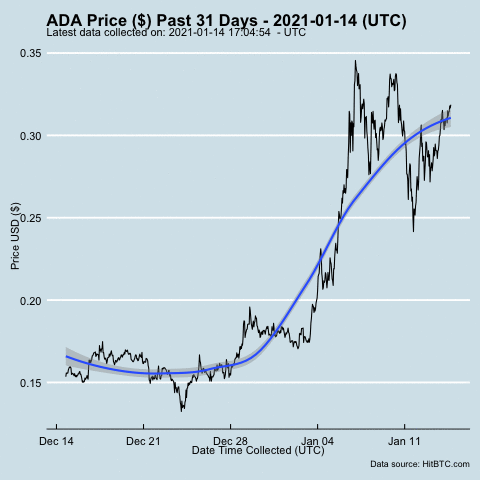 ADA Price ($) Past 31 Days - 2021-01-14 (UTC)
Latest data collected on: 2021-01-14 17:04:54 - UTC
0.35
0.30
0.25
0.20
0.15
Price USD ($)
Dec 14 Dec 21 Dec 28 Jan 04 Jan 11
Date Time Collected (UTC)
Data source: HitBTC.com